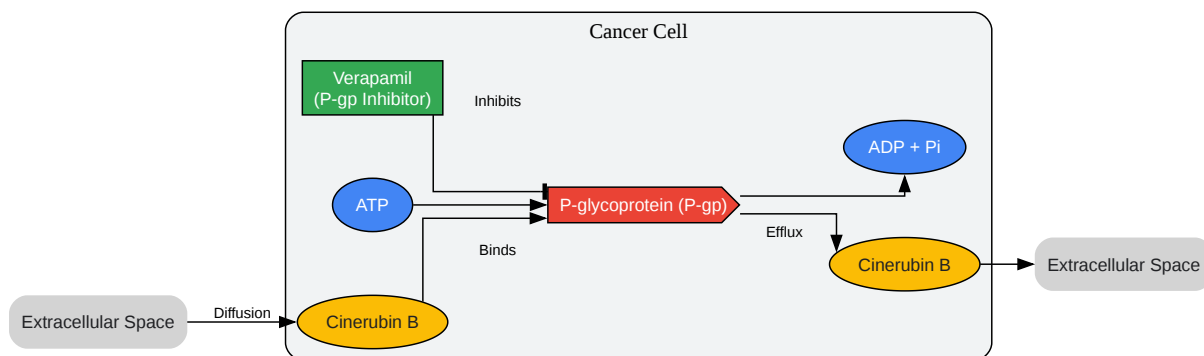 Cancer Cell
Verapamil
(P-gp Inhibitor)
Inhibits
ADP + Pi
ATP
P-glycoprotein (P-gp)
Efflux
Binds
Cinerubin B
Extracellular Space
Diffusion
Extracellular Space
Cinerubin B